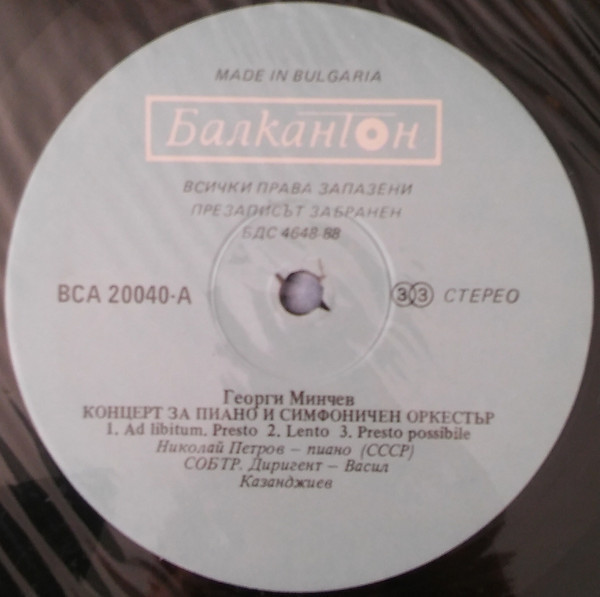 MADE IN BULGARIA
Балкантон
ВСИЧКИ ПРАВА ЗАПАЗЕНИ
ПРЕЗАПИСЪТ ЗАБРАНЕН
БДС 4648-88
ВСА 20040-А
33 СТЕРЕО
Георги Минчев
КОНЦЕРТ ЗА ПИАНО И СИМФОНИЧЕН ОРКЕСТЪР
1. Ad libitum, Presto 2. Lento 3. Presto possibile
Николай Петров – пиано (СССР)
СОБТР. Диригент – Васил
Казанджиев